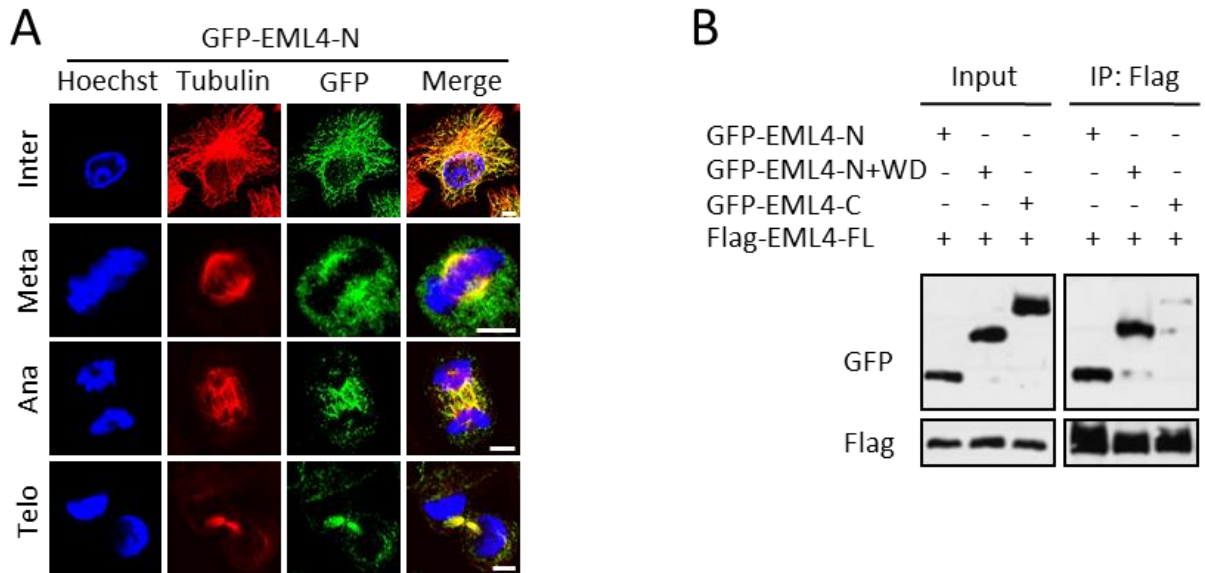 A
GFP-EML4-N
Hoechst Tubulin GFP Merge
Inter
Meta
Ana
Telo
B
Input IP: Flag
GFP-EML4-N + - - + - -
GFP-EML4-N+WD - + - - + -
GFP-EML4-C - - + - - +
Flag-EML4-FL + + + + + +
GFP
Flag